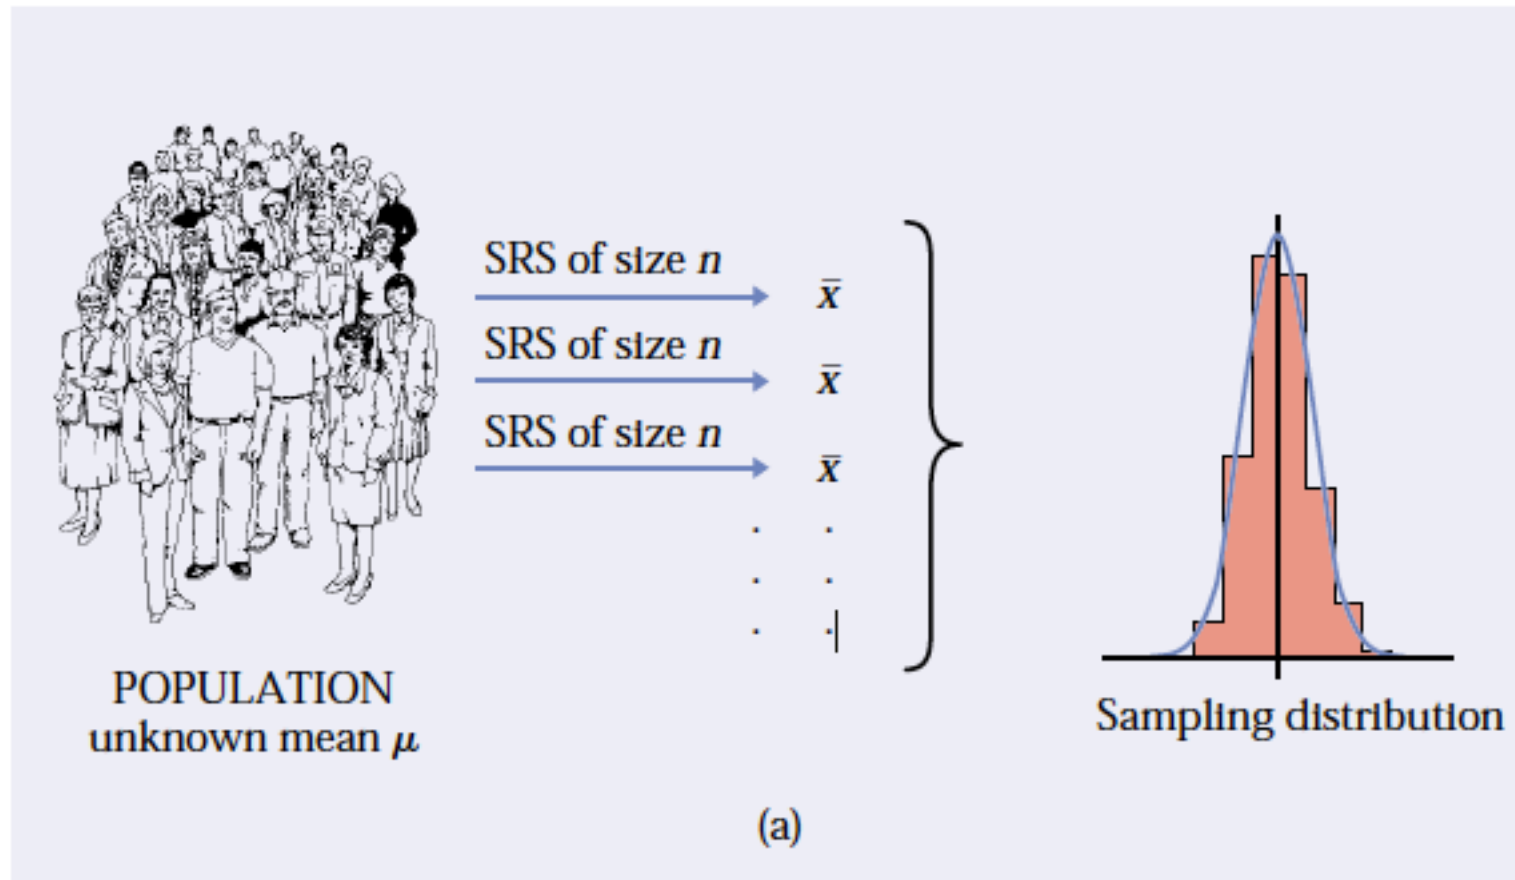 SRS of size n
x̄
SRS of size n
x̄
SRS of size n
x̄
POPULATION
unknown mean μ
Sampling distribution
(a)